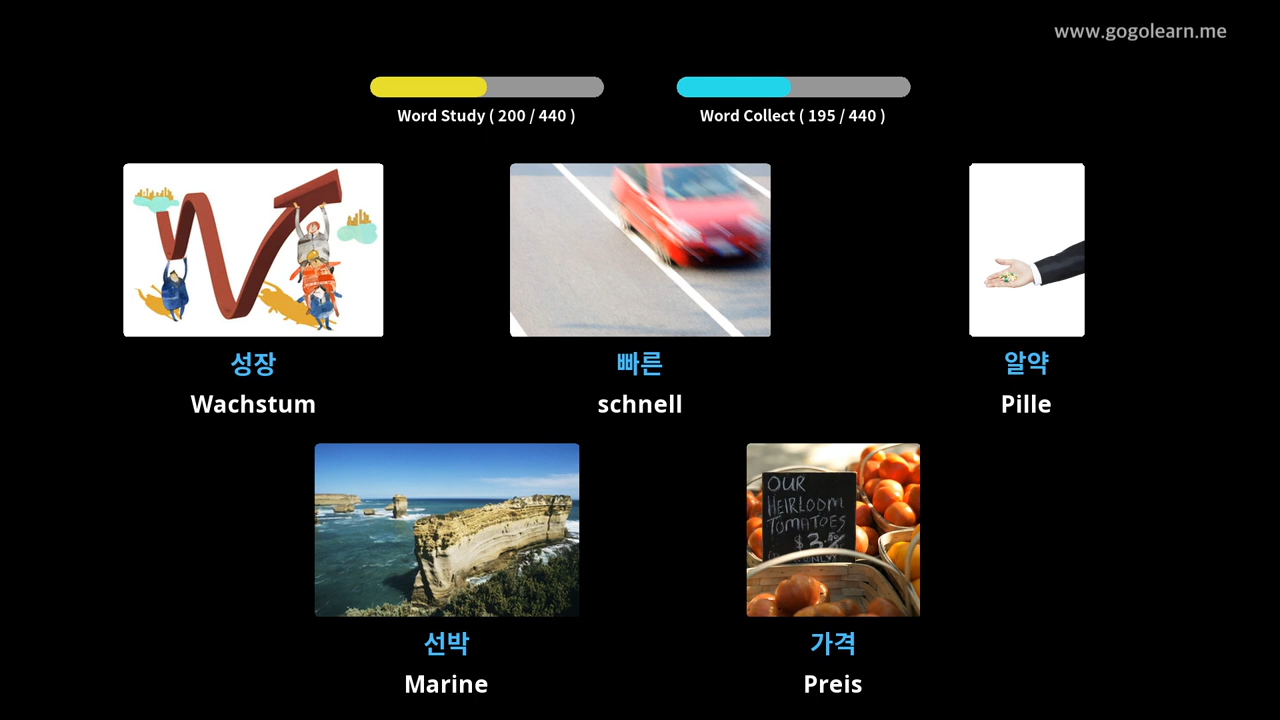 www.gogolearn.me
Word Study ( 200 / 440 )
Word Collect ( 195 / 440 )
성장
Wachstum
빠른
schnell
알약
Pille
OUR
HEIRLOOM
TOMATOES
선박
Marine
가격
Preis